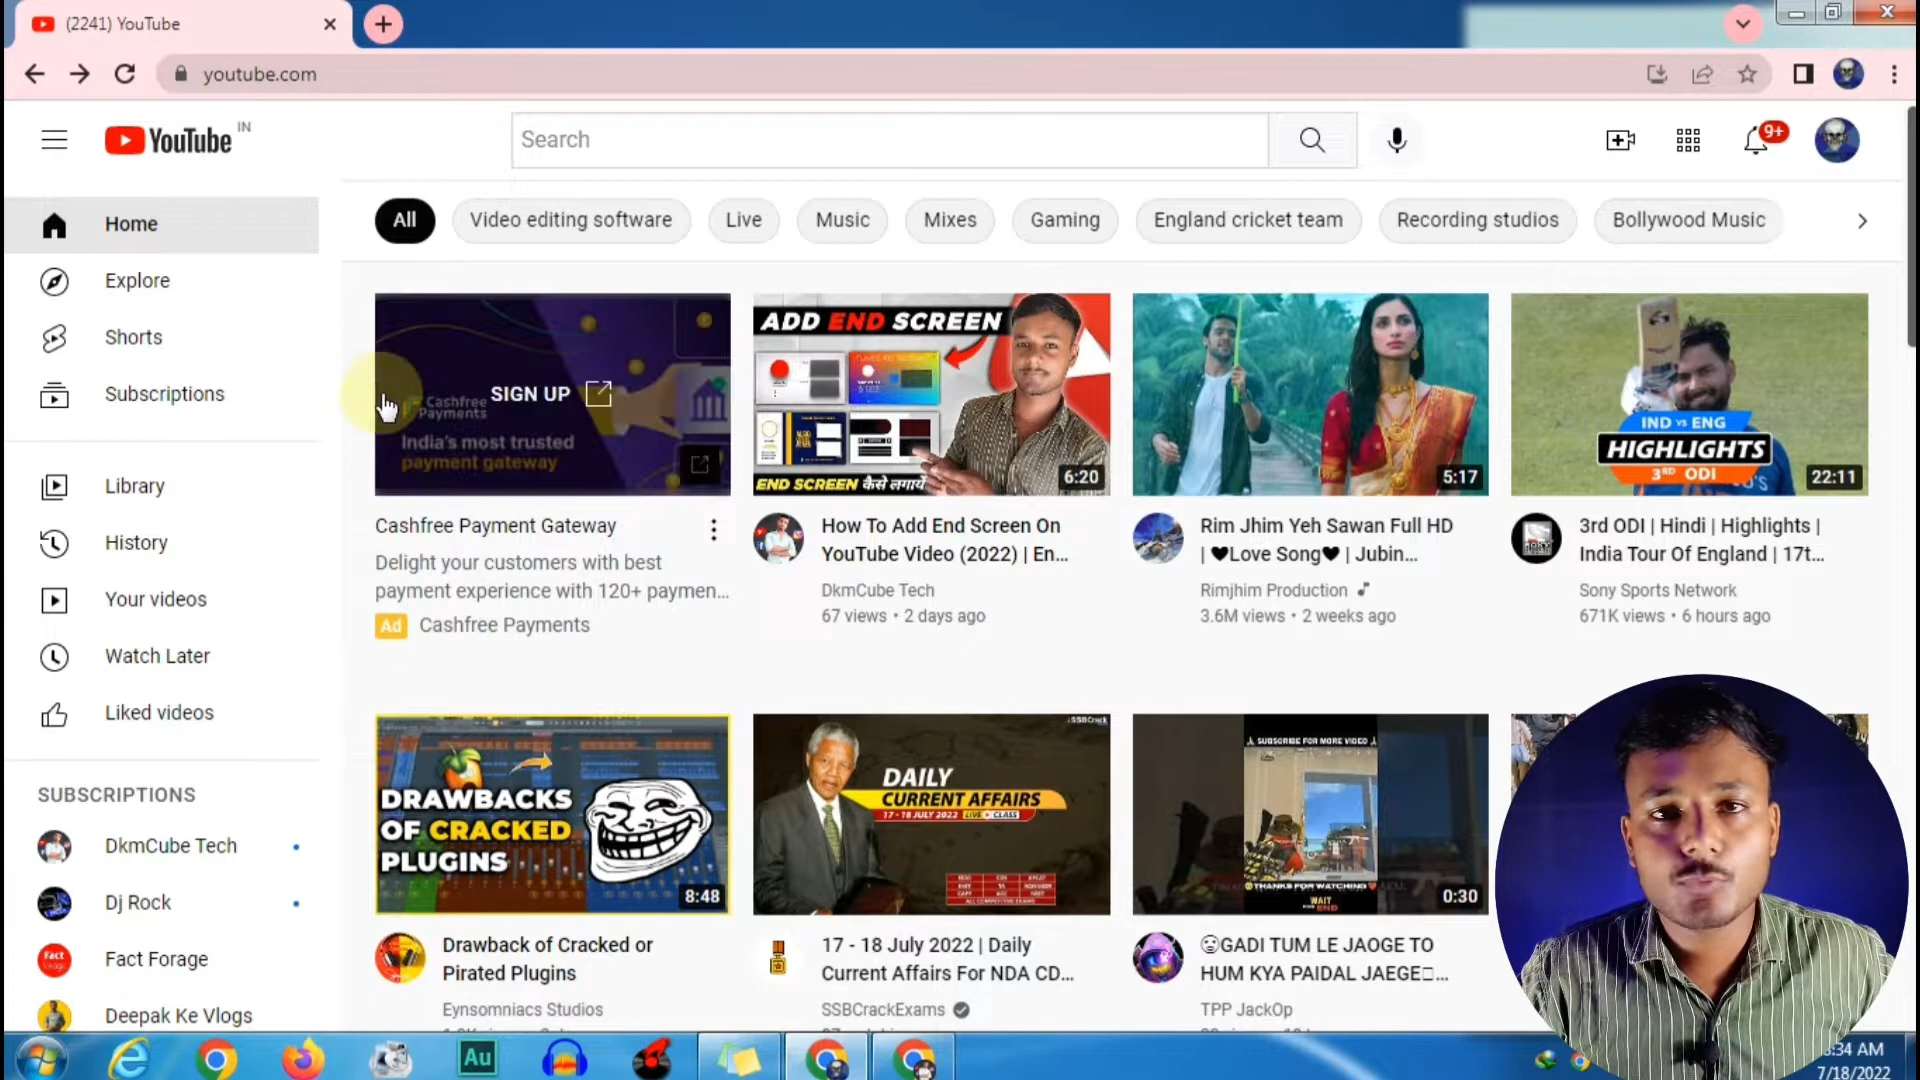 (2241) YouTube
youtube.com
YouTube IN
Search
9+
Home
Explore
Shorts
Subscriptions
Library
History
Your videos
Watch Later
Liked videos
SUBSCRIPTIONS
DkmCube Tech
Dj Rock
Fact Forage
Deepak Ke Vlogs
All
Video editing software
Live
Music
Mixes
Gaming
England cricket team
Recording studios
Bollywood Music
SIGN UP
Cashfree
Payments
India's most trusted
payment gateway
Cashfree Payment Gateway
Delight your customers with best
payment experience with 120+ paymen...
Ad Cashfree Payments
ADD END SCREEN
END SCREEN कैसे लगायें
6:20
How To Add End Screen On
YouTube Video (2022) | En...
DkmCube Tech
67 views • 2 days ago
5:17
Rim Jhim Yeh Sawan Full HD
| ♥Love Song♥ | Jubin...
Rimjhim Production
3.6M views • 2 weeks ago
IND vs ENG
HIGHLIGHTS
3RD ODI
22:11
3rd ODI | Hindi | Highlights |
India Tour Of England | 17t...
Sony Sports Network
671K views • 6 hours ago
DRAWBACKS
OF CRACKED
PLUGINS
8:48
Drawback of Cracked or
Pirated Plugins
Eynsomniacs Studios
SSBCrack
DAILY
CURRENT AFFAIRS
17 - 18 JULY 2022 LIVE CLASS
17 - 18 July 2022 | Daily
Current Affairs For NDA CD...
SSBCrackExams
SUBSCRIBE FOR MORE VIDEO
THANKS FOR WATCHING
WAIT
END
0:30
GADI TUM LE JAOGE TO
HUM KYA PAIDAL JAEGE...
TPP JackOp
Au
:34 AM
7/18/2022